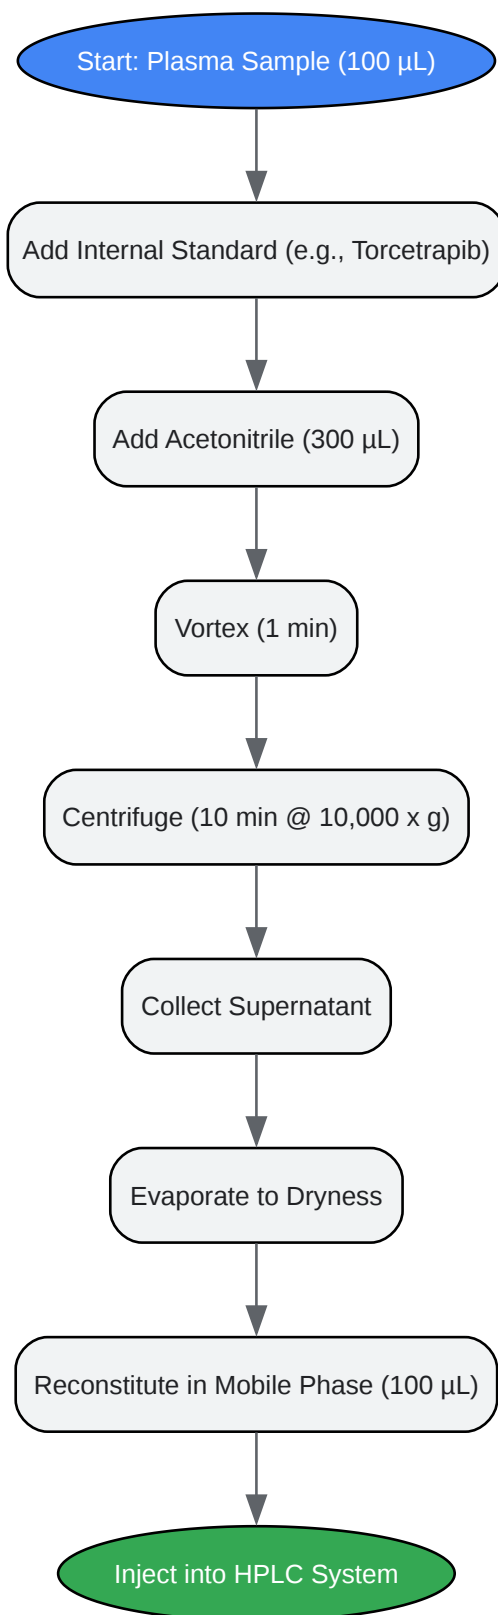 Start: Plasma Sample (100 µL)
Add Internal Standard (e.g., Torcetrapib)
Add Acetonitrile (300 µL)
Vortex (1 min)
Centrifuge (10 min @ 10,000 x g)
Collect Supernatant
Evaporate to Dryness
Reconstitute in Mobile Phase (100 µL)
Inject into HPLC System